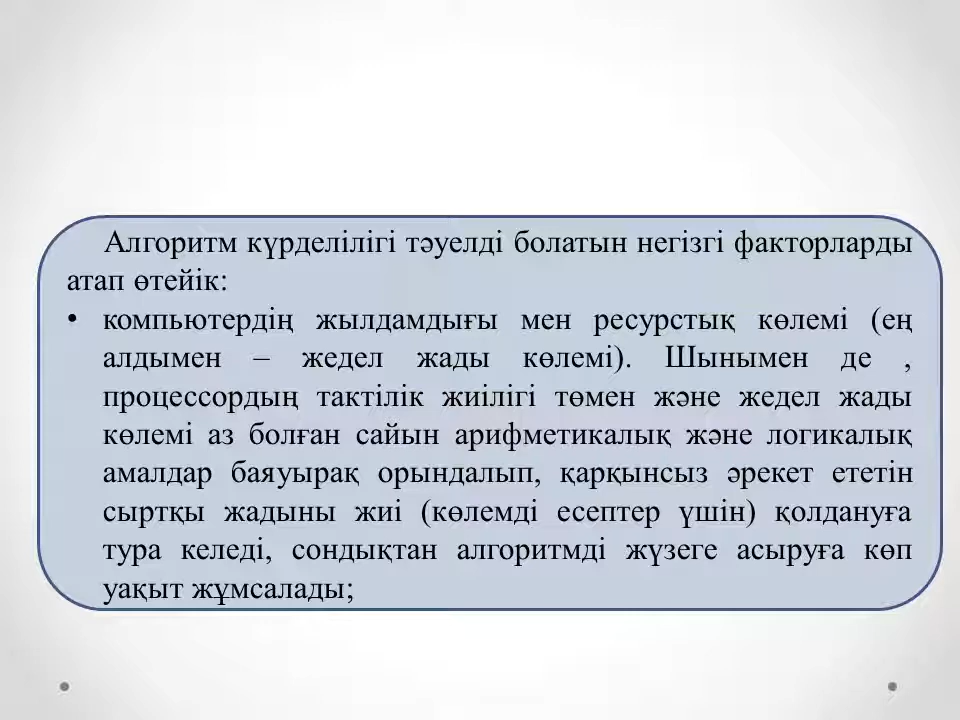 Алгоритм күрделілігі тәуелді болатын негізгі факторларды
атап өтейік:
• компьютердің жылдамдығы мен ресурстық көлемі (ең
алдымен – жедел жады көлемі). Шынымен де ,
процессордың тактілік жиілігі төмен және жедел жады
көлемі аз болған сайын арифметикалық және логикалық
амалдар баяуырақ орындалып, қарқынсыз әрекет ететін
сыртқы жадыны жиі (көлемді есептер үшін) қолдануға
тура келеді, сондықтан алгоритмді жүзеге асыруға көп
уақыт жұмсалады;